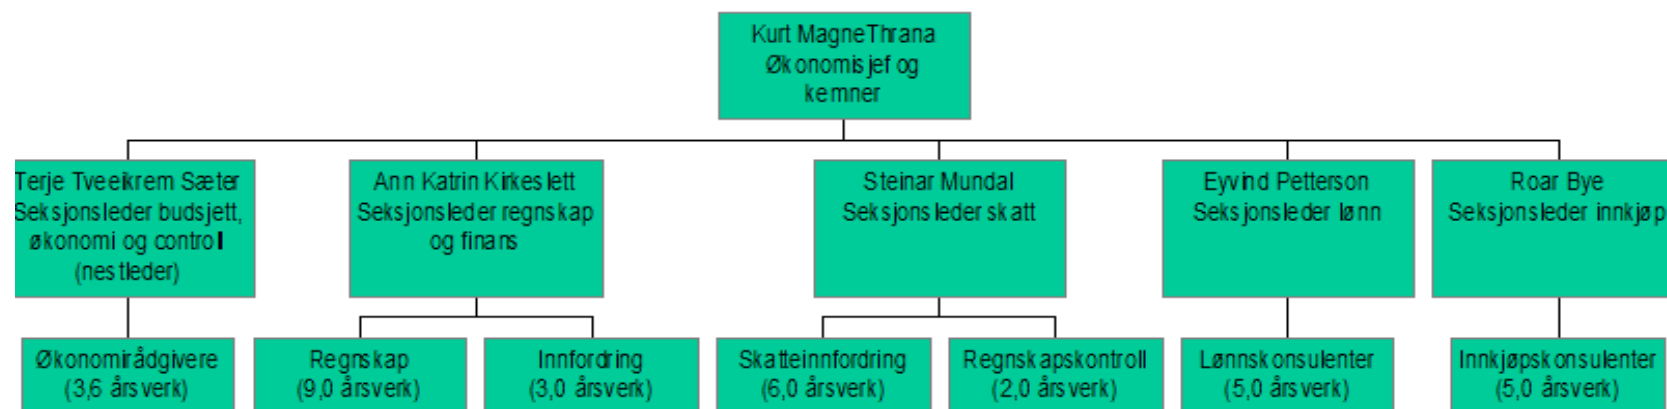 Kurt MagneThrana
Økonomisjef og
kemner
Terje Tveeikrem Sæter
Seksjonsleder budsjett,
økonomi og control
(nestleder)
Ann Katrin Kirkeslett
Seksjonsleder regnskap
og finans
Steinar Mundal
Seksjonsleder skatt
Eyvind Petterson
Seksjonsleder lønn
Roar Bye
Seksjonsleder innkjøp
Økonomirådgivere
(3,6 årsverk)
Regnskap
(9,0 årsverk)
Innfordring
(3,0 årsverk)
Skatteinnfordring
(6,0 årsverk)
Regnskapskontroll
(2,0 årsverk)
Lønnskonsulenter
(5,0 årsverk)
Innkjøpskonsulenter
(5,0 årsverk)